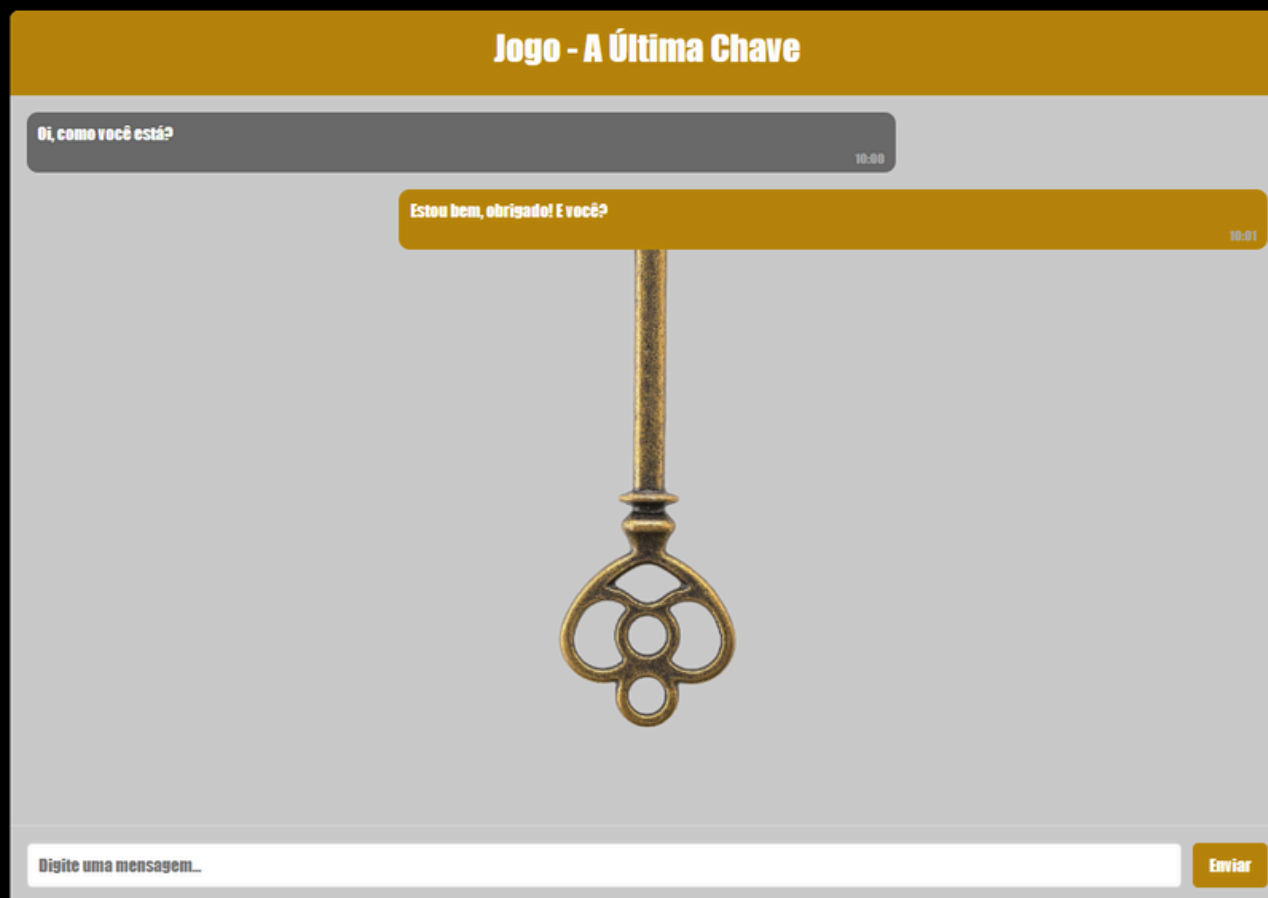 Jogo - A Última Chave
Oi, como você está?
10:00
Estou bem, obrigado! E você?
10:01
Digite uma mensagem...
Enviar